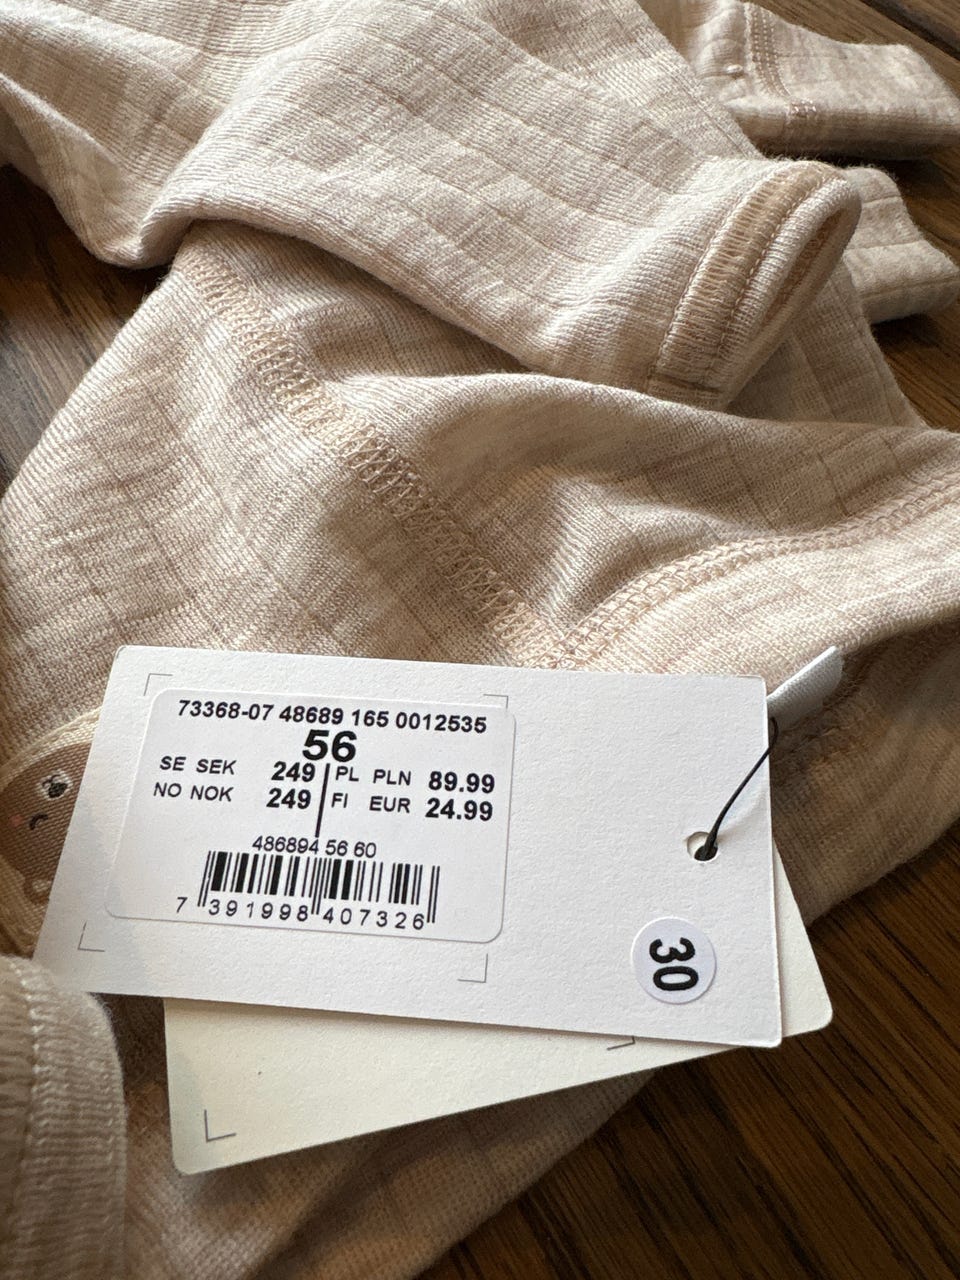 73368-07 48689 165 0012535
56
SE SEK 249 PL PLN 89.99
NO NOK 249 FI EUR 24.99
486894 56 60
7 391998 407326
30